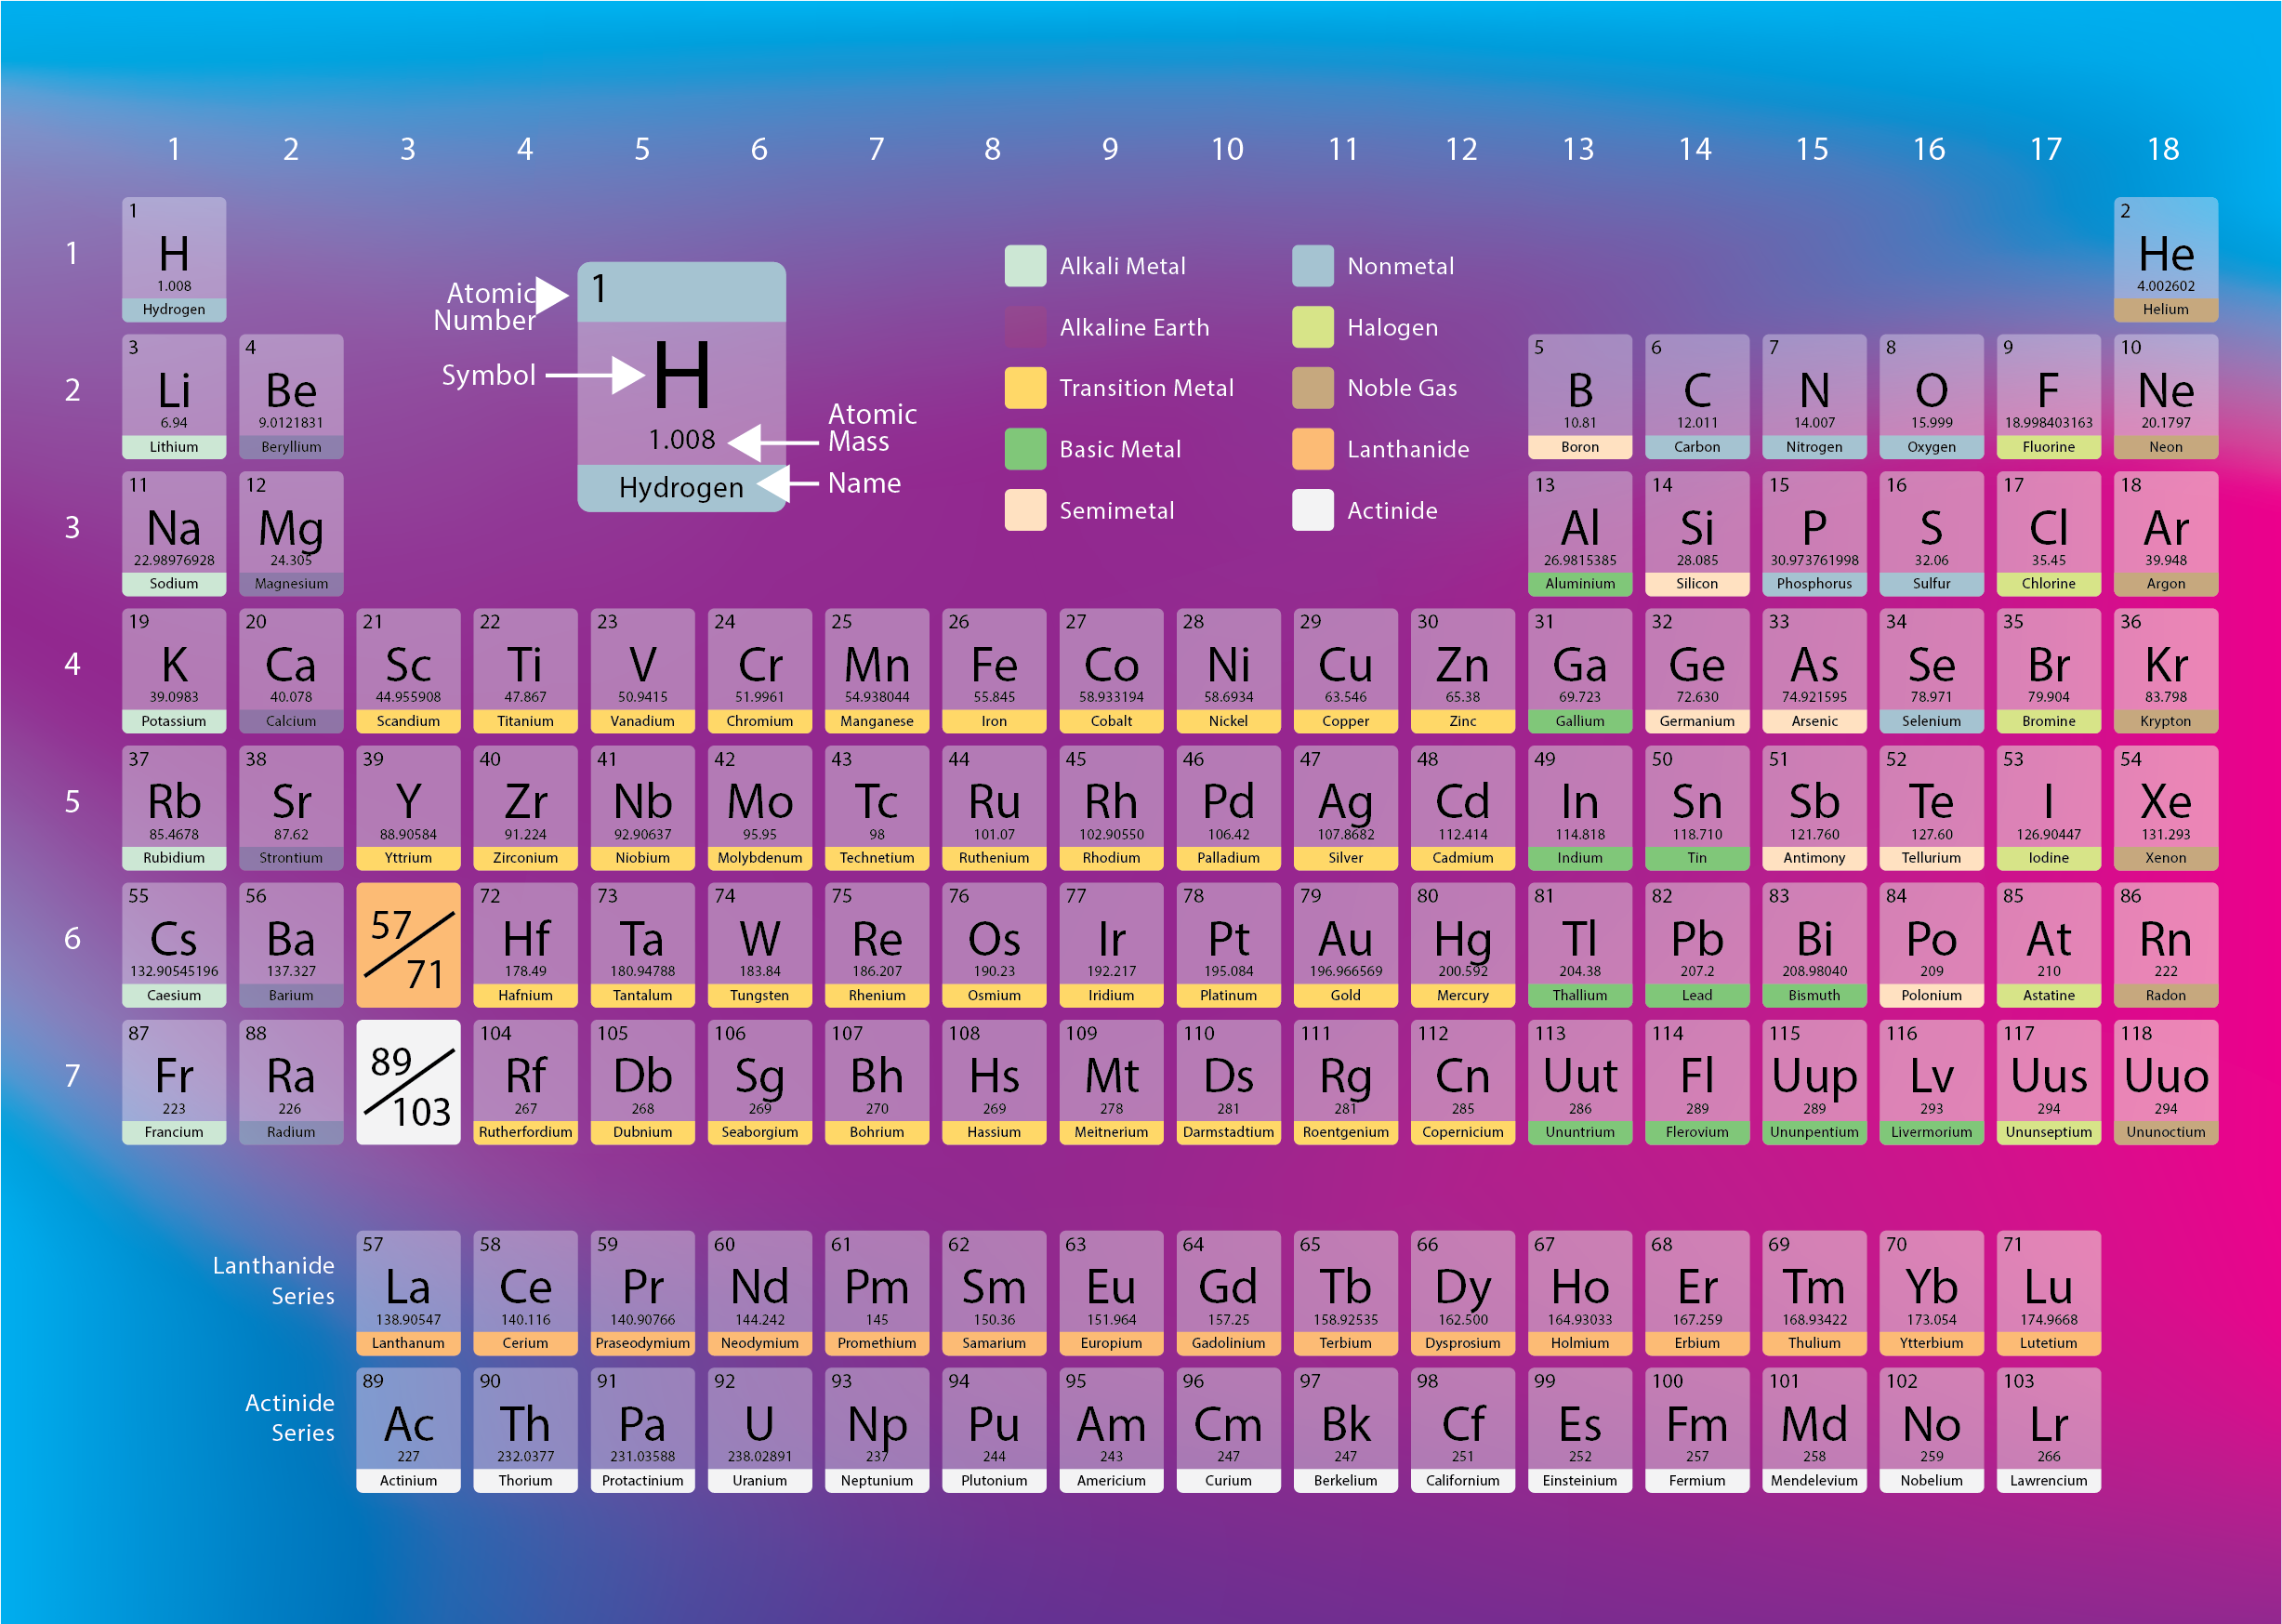 1 2 3 4 5 6 7 8 9 10 11 12 13 14 15 16 17 18
1
1
H
1.008
Hydrogen
2
He
4.002602
Helium
Atomic
Number
Symbol
1
H
1.008
Hydrogen
Atomic
Mass
Name
Alkali Metal
Alkaline Earth
Transition Metal
Basic Metal
Semimetal
Nonmetal
Halogen
Noble Gas
Lanthanide
Actinide
2
3 4 5 6 7 8 9 10
Li Be B C N O F Ne
6.94 9.0121831 10.81 12.011 14.007 15.999 18.998403163 20.1797
Lithium Beryllium Boron Carbon Nitrogen Oxygen Fluorine Neon
3
11 12 13 14 15 16 17 18
Na Mg Al Si P S Cl Ar
22.98976928 24.305 26.9815385 28.085 30.973761998 32.06 35.45 39.948
Sodium Magnesium Aluminium Silicon Phosphorus Sulfur Chlorine Argon
4
19 20 21 22 23 24 25 26 27 28 29 30 31 32 33 34 35 36
K Ca Sc Ti V Cr Mn Fe Co Ni Cu Zn Ga Ge As Se Br Kr
39.0983 40.078 44.955908 47.867 50.9415 51.9961 54.938044 55.845 58.933194 58.6934 63.546 65.38 69.723 72.630 74.921595 78.971 79.904 83.798
Potassium Calcium Scandium Titanium Vanadium Chromium Manganese Iron Cobalt Nickel Copper Zinc Gallium Germanium Arsenic Selenium Bromine Krypton
5
37 38 39 40 41 42 43 44 45 46 47 48 49 50 51 52 53 54
Rb Sr Y Zr Nb Mo Tc Ru Rh Pd Ag Cd In Sn Sb Te I Xe
85.4678 87.62 88.90584 91.224 92.90637 95.95 98 101.07 102.90550 106.42 107.8682 112.414 114.818 118.710 121.760 127.60 126.90447 131.293
Rubidium Strontium Yttrium Zirconium Niobium Molybdenum Technetium Ruthenium Rhodium Palladium Silver Cadmium Indium Tin Antimony Tellurium Iodine Xenon
6
55 56 57/71 72 73 74 75 76 77 78 79 80 81 82 83 84 85 86
Cs Ba Hf Ta W Re Os Ir Pt Au Hg Tl Pb Bi Po At Rn
132.90545196 137.327 178.49 180.94788 183.84 186.207 190.23 192.217 195.084 196.966569 200.592 204.38 207.2 208.98040 209 210 222
Caesium Barium Hafnium Tantalum Tungsten Rhenium Osmium Iridium Platinum Gold Mercury Thallium Lead Bismuth Polonium Astatine Radon
7
87 88 89/103 104 105 106 107 108 109 110 111 112 113 114 115 116 117 118
Fr Ra Rf Db Sg Bh Hs Mt Ds Rg Cn Uut Fl Uup Lv Uus Uuo
223 226 267 268 269 270 269 278 281 281 285 286 289 289 293 294 294
Francium Radium Rutherfordium Dubnium Seaborgium Bohrium Hassium Meitnerium Darmstadtium Roentgenium Copernicium Ununtrium Flerovium Ununpentium Livermorium Ununseptium Ununoctium
Lanthanide
Series
57 58 59 60 61 62 63 64 65 66 67 68 69 70 71
La Ce Pr Nd Pm Sm Eu Gd Tb Dy Ho Er Tm Yb Lu
138.90547 140.116 140.90766 144.242 145 150.36 151.964 157.25 158.92535 162.500 164.93033 167.259 168.93422 173.054 174.9668
Lanthanum Cerium Praseodymium Neodymium Promethium Samarium Europium Gadolinium Terbium Dysprosium Holmium Erbium Thulium Ytterbium Lutetium
Actinide
Series
89 90 91 92 93 94 95 96 97 98 99 100 101 102 103
Ac Th Pa U Np Pu Am Cm Bk Cf Es Fm Md No Lr
227 232.0377 231.03588 238.02891 237 244 243 247 247 251 252 257 258 259 266
Actinium Thorium Protactinium Uranium Neptunium Plutonium Americium Curium Berkelium Californium Einsteinium Fermium Mendelevium Nobelium Lawrencium